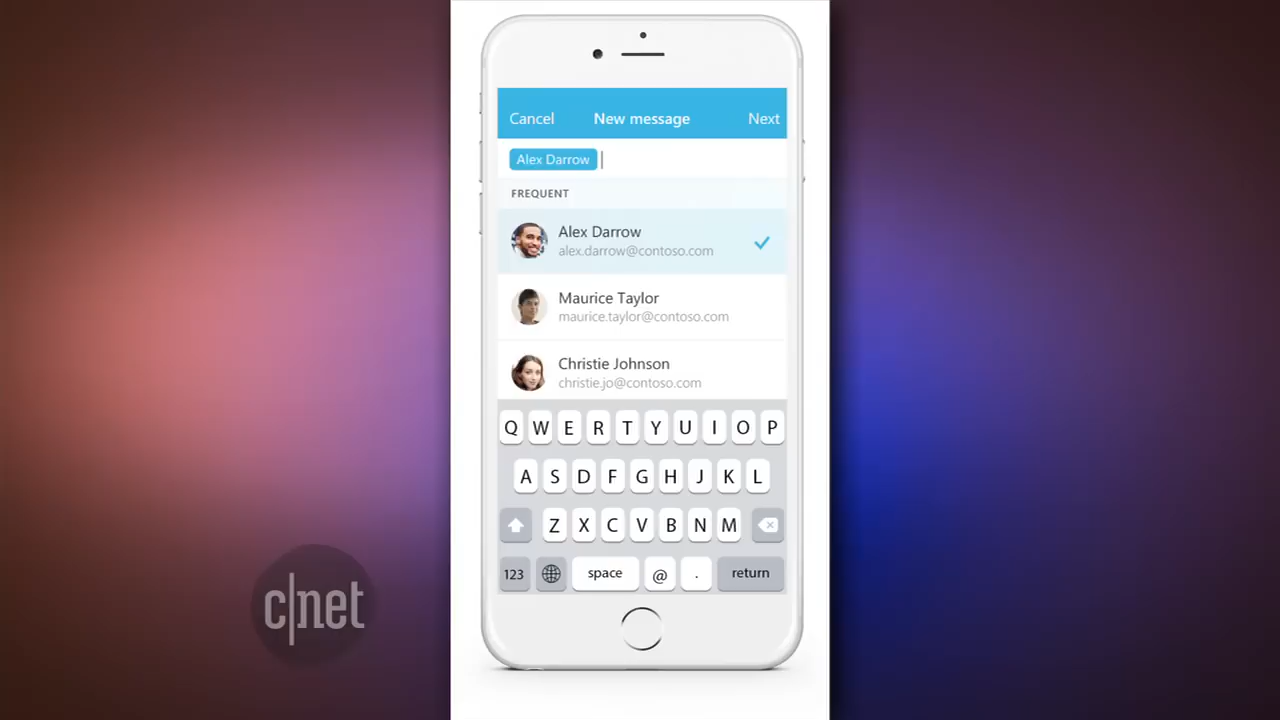 Cancel New message Next
Alex Darrow
FREQUENT
Alex Darrow
alex.darrow@contoso.com
Maurice Taylor
maurice.taylor@contoso.com
Christie Johnson
christie.jo@contoso.com
Q W E R T Y U I O P
A S D F G H J K L
Z X C V B N M
123 space @ . return
c|net